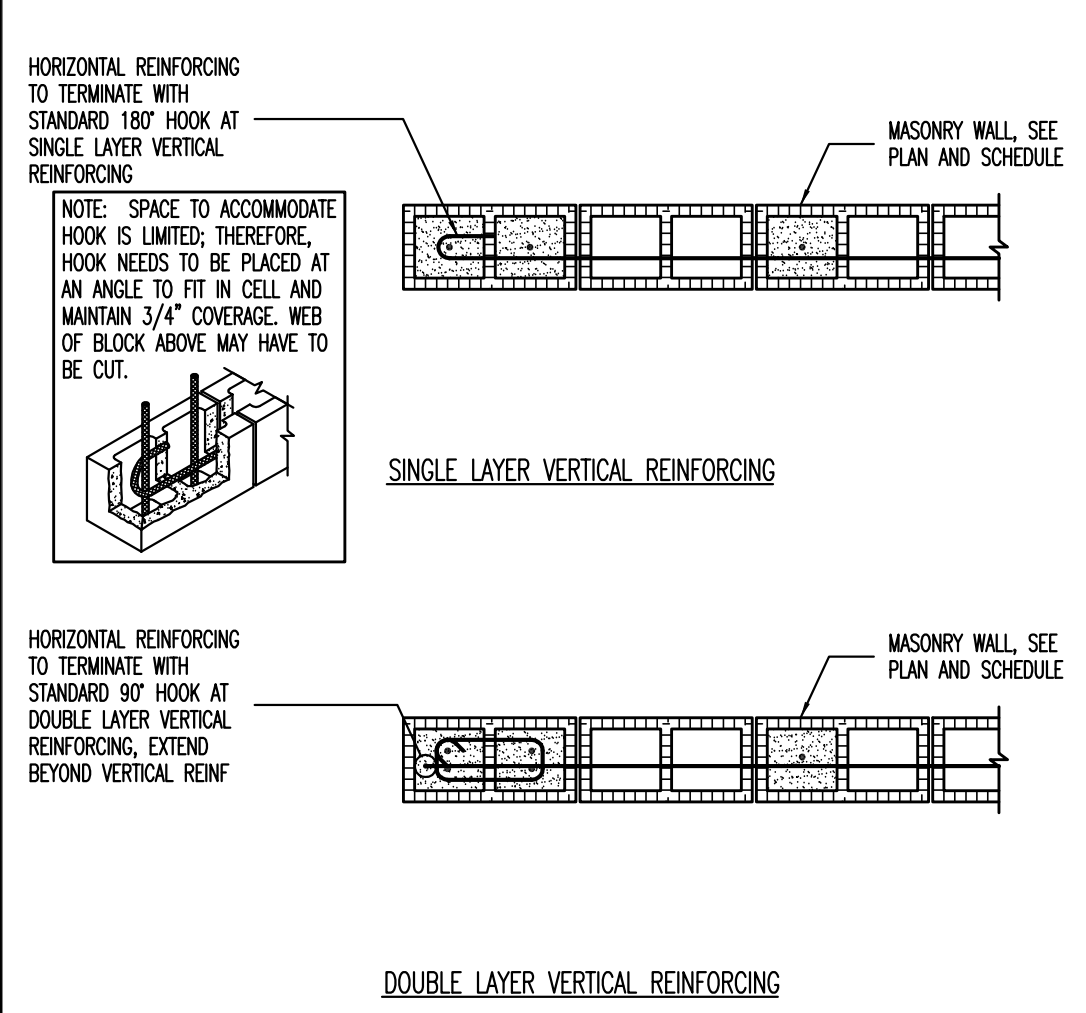 HORIZONTAL REINFORCING
TO TERMINATE WITH
STANDARD 180° HOOK AT
SINGLE LAYER VERTICAL
REINFORCING
MASONRY WALL, SEE
PLAN AND SCHEDULE
NOTE: SPACE TO ACCOMMODATE
HOOK IS LIMITED; THEREFORE,
HOOK NEEDS TO BE PLACED AT
AN ANGLE TO FIT IN CELL AND
MAINTAIN 3/4" COVERAGE. WEB
OF BLOCK ABOVE MAY HAVE TO
BE CUT.
SINGLE LAYER VERTICAL REINFORCING
HORIZONTAL REINFORCING
TO TERMINATE WITH
STANDARD 90° HOOK AT
DOUBLE LAYER VERTICAL
REINFORCING, EXTEND
BEYOND VERTICAL REINF
MASONRY WALL, SEE
PLAN AND SCHEDULE
DOUBLE LAYER VERTICAL REINFORCING